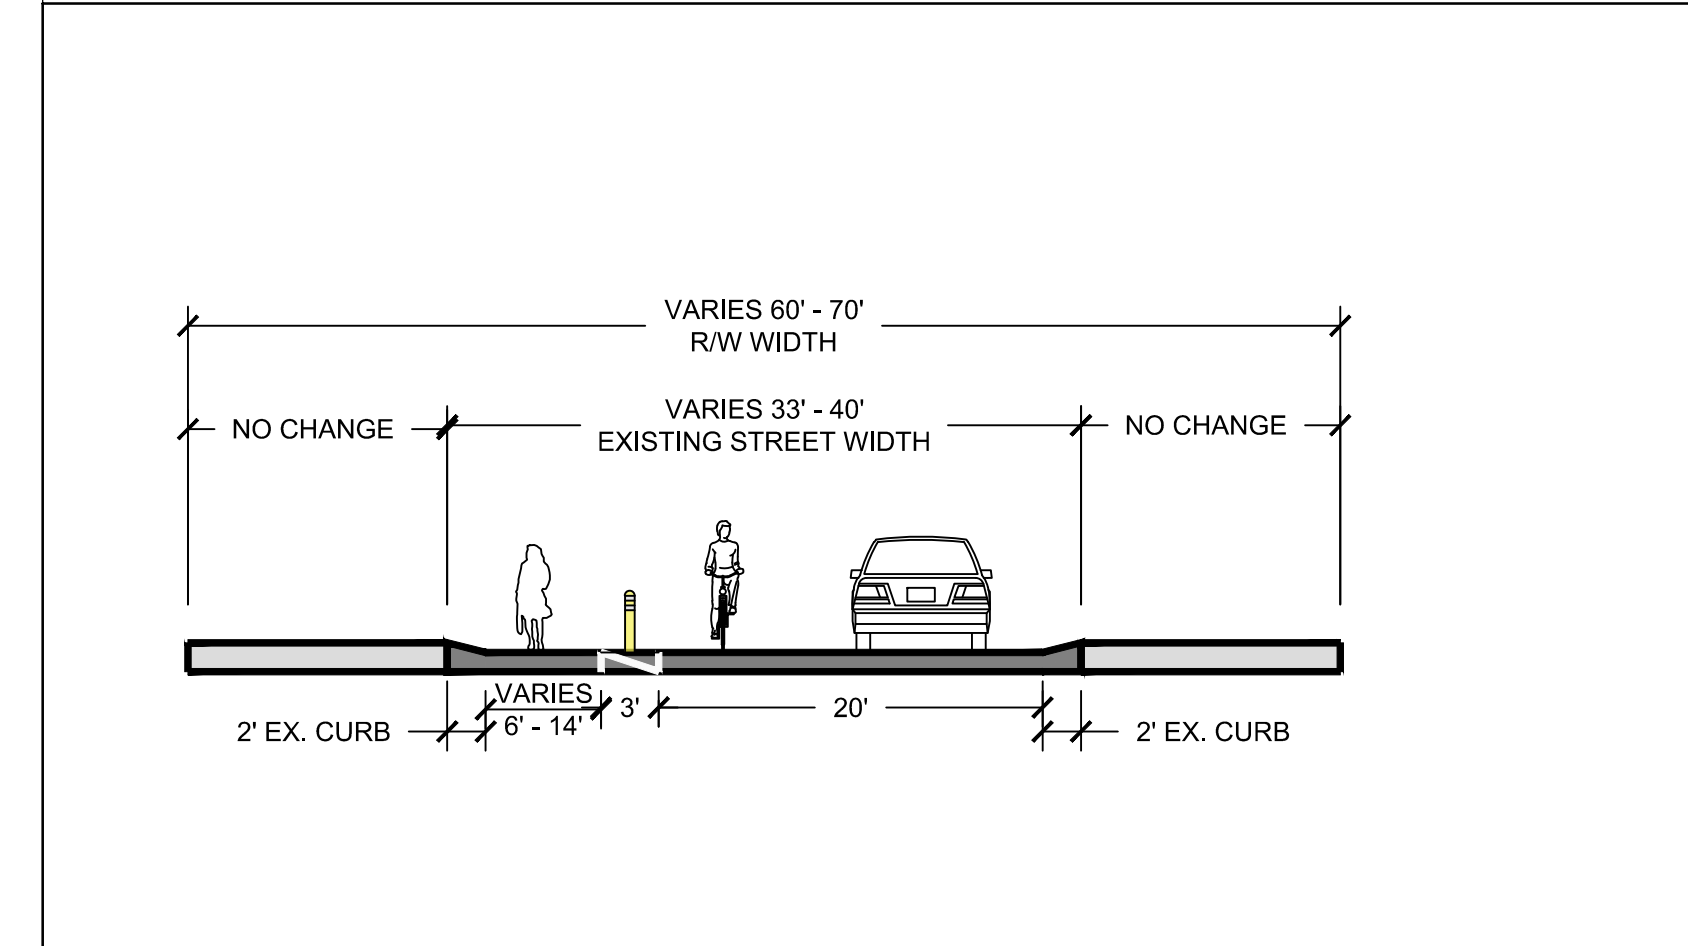 VARIES 60' - 70'
R/W WIDTH
NO CHANGE
VARIES 33' - 40'
EXISTING STREET WIDTH
NO CHANGE
VARIES
6' - 14'
3'
20'
2' EX. CURB
2' EX. CURB